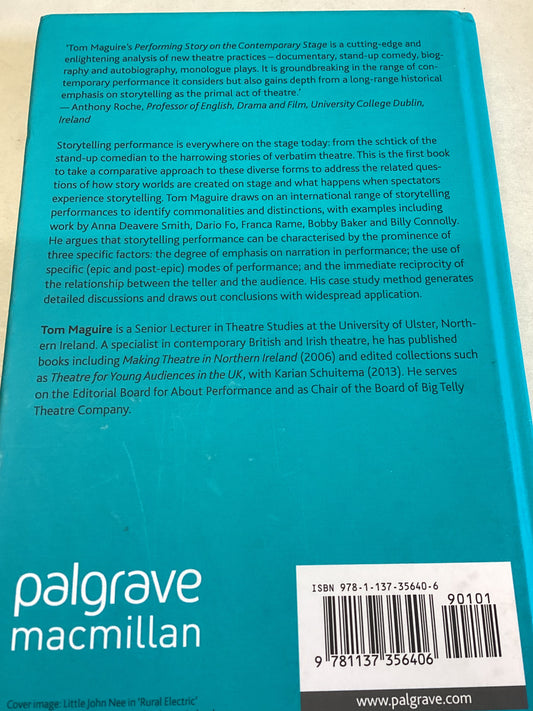 'Tom Maguire's Performing Story on the Contemporary Stage is a cutting-edge and
enlightening analysis of new theatre practices – documentary, stand-up comedy, biog-
raphy and autobiography, monologue plays. It is groundbreaking in the range of con-
temporary performance it considers but also gains depth from a long-range historical
emphasis on storytelling as the primal act of theatre.'
— Anthony Roche, Professor of English, Drama and Film, University College Dublin,
Ireland
Storytelling performance is everywhere on the stage today: from the schtick of the
stand-up comedian to the harrowing stories of verbatim theatre. This is the first book
to take a comparative approach to these diverse forms to address the related ques-
tions of how story worlds are created on stage and what happens when spectators
experience storytelling. Tom Maguire draws on an international range of storytelling
performances to identify commonalities and distinctions, with examples including
work by Anna Deavere Smith, Dario Fo, Franca Rame, Bobby Baker and Billy Connolly.
He argues that storytelling performance can be characterised by the prominence of
three specific factors: the degree of emphasis on narration in performance; the use of
specific (epic and post-epic) modes of performance; and the immediate reciprocity of
the relationship between the teller and the audience. His case study method generates
detailed discussions and draws out conclusions with widespread application.
Tom Maguire is a Senior Lecturer in Theatre Studies at the University of Ulster, North-
ern Ireland. A specialist in contemporary British and Irish theatre, he has published
books including Making Theatre in Northern Ireland (2006) and edited collections such
as Theatre for Young Audiences in the UK, with Karian Schuitema (2013). He serves
on the Editorial Board for About Performance and as Chair of the Board of Big Telly
Theatre Company.
palgrave
macmillan
ISBN 978-1-137-35640-6
90101
9 781137 356406
www.palgrave.com
Cover image: Little John Nee in 'Rural Electric'